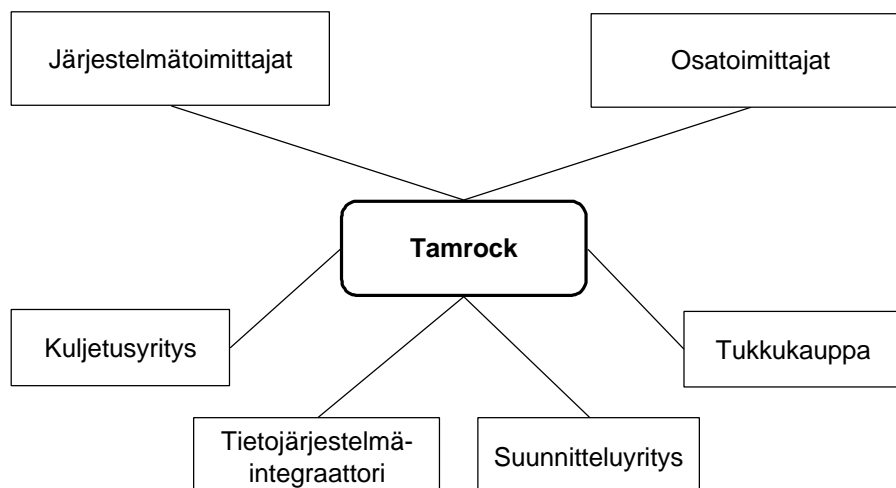 Järjestelmätoimittajat
Osatoimittajat
Tamrock
Kuljetusyritys
Tukkukauppa
Tietojärjestelmä-
integraattori
Suunnitteluyritys